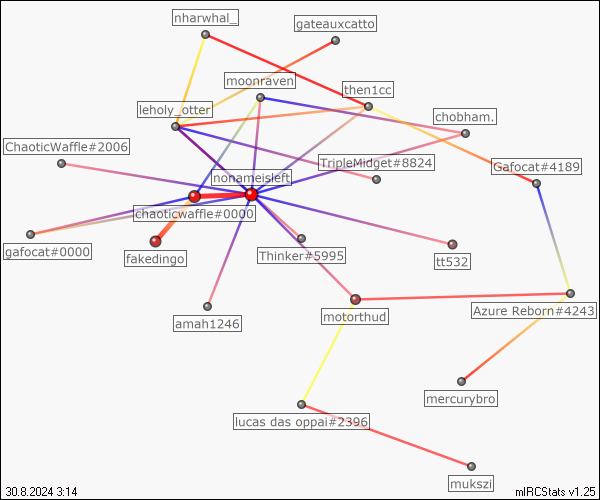 nharwhal_
gateauxcatto
moonraven
then1cc
leholy_otter
chobham.
ChaoticWaffle#2006
TripleMidget#8824
Gafocat#4189
nonameisleft
chaoticwaffle#0000
gafocat#0000
fakedingo
Thinker#5995
tt532
amah1246
motorthud
Azure Reborn#4243
mercurybro
lucas das oppai#2396
mukszi
30.8.2024 3:14
mIRCStats v1.25